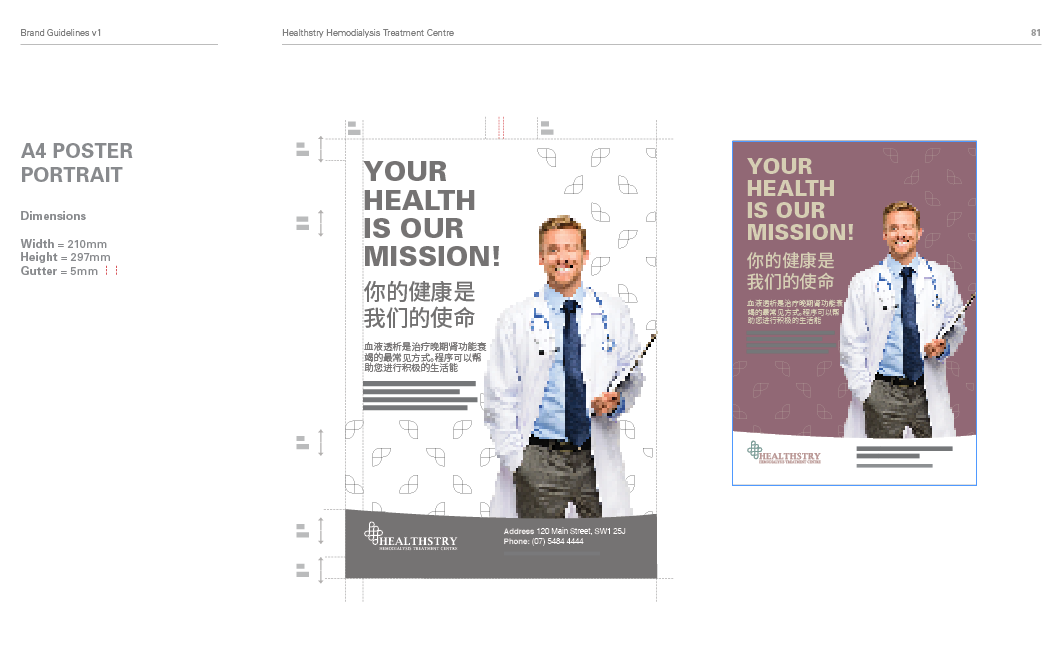 Brand Guidelines v1
Healthstry Hemodialysis Treatment Centre
81
A4 POSTER
PORTRAIT
Dimensions
Width = 210mm
Height = 297mm
Gutter = 5mm
YOUR
HEALTH
IS OUR
MISSION!
你的健康是
我们的使命
血液透析是治疗晚期肾功能衰
竭的最常见方式。程序可以帮
助您进行积极的生活能
HEALTHSTRY
HEMODIALYSIS TREATMENT CENTRE
Address 120 Main Street, SW1 25J
Phone: (07) 5484 4444
YOUR
HEALTH
IS OUR
MISSION!
你的健康是
我们的使命
血液透析是治疗晚期肾功能衰
竭的最常见方式。程序可以帮
助您进行积极的生活能
HEALTHSTRY
HEMODIALYSIS TREATMENT CENTRE